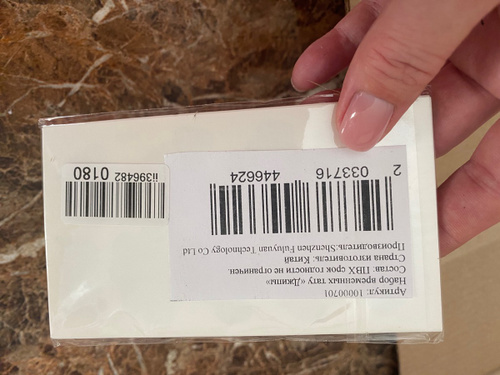 Артикул: 10000701
Набор временных тату
Состав: ПВХ срок годности не ограничен.
Страна изготовитель: Китай
Производитель:Shenzhen Fuluyuan Technology Co Ltd
2 033716 446624
ii396482 0180